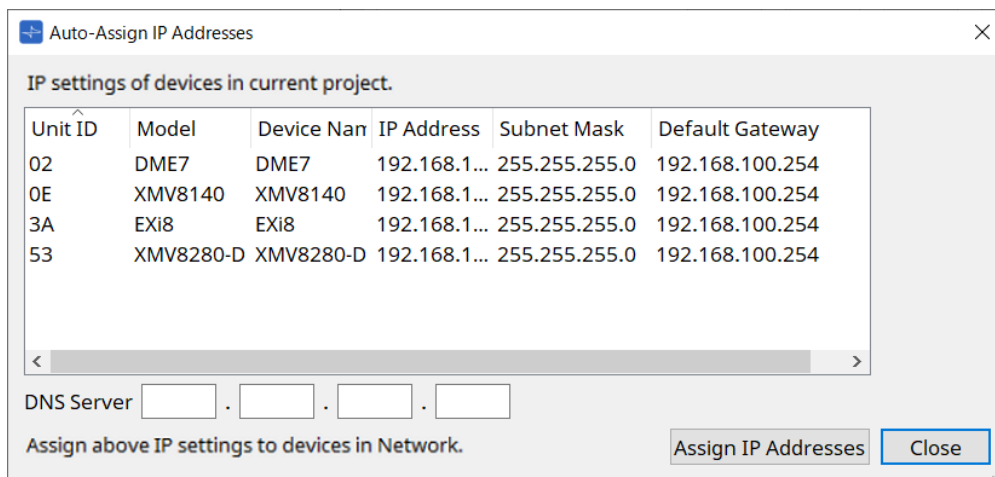 Auto-Assign IP Addresses
IP settings of devices in current project.
Unit ID Model Device Nam IP Address Subnet Mask Default Gateway
02 DME7 DME7 192.168.1... 255.255.255.0 192.168.100.254
0E XMV8140 XMV8140 192.168.1... 255.255.255.0 192.168.100.254
3A EXi8 EXi8 192.168.1... 255.255.255.0 192.168.100.254
53 XMV8280-D XMV8280-D 192.168.1... 255.255.255.0 192.168.100.254
DNS Server . . .
Assign above IP settings to devices in Network. Assign IP Addresses Close